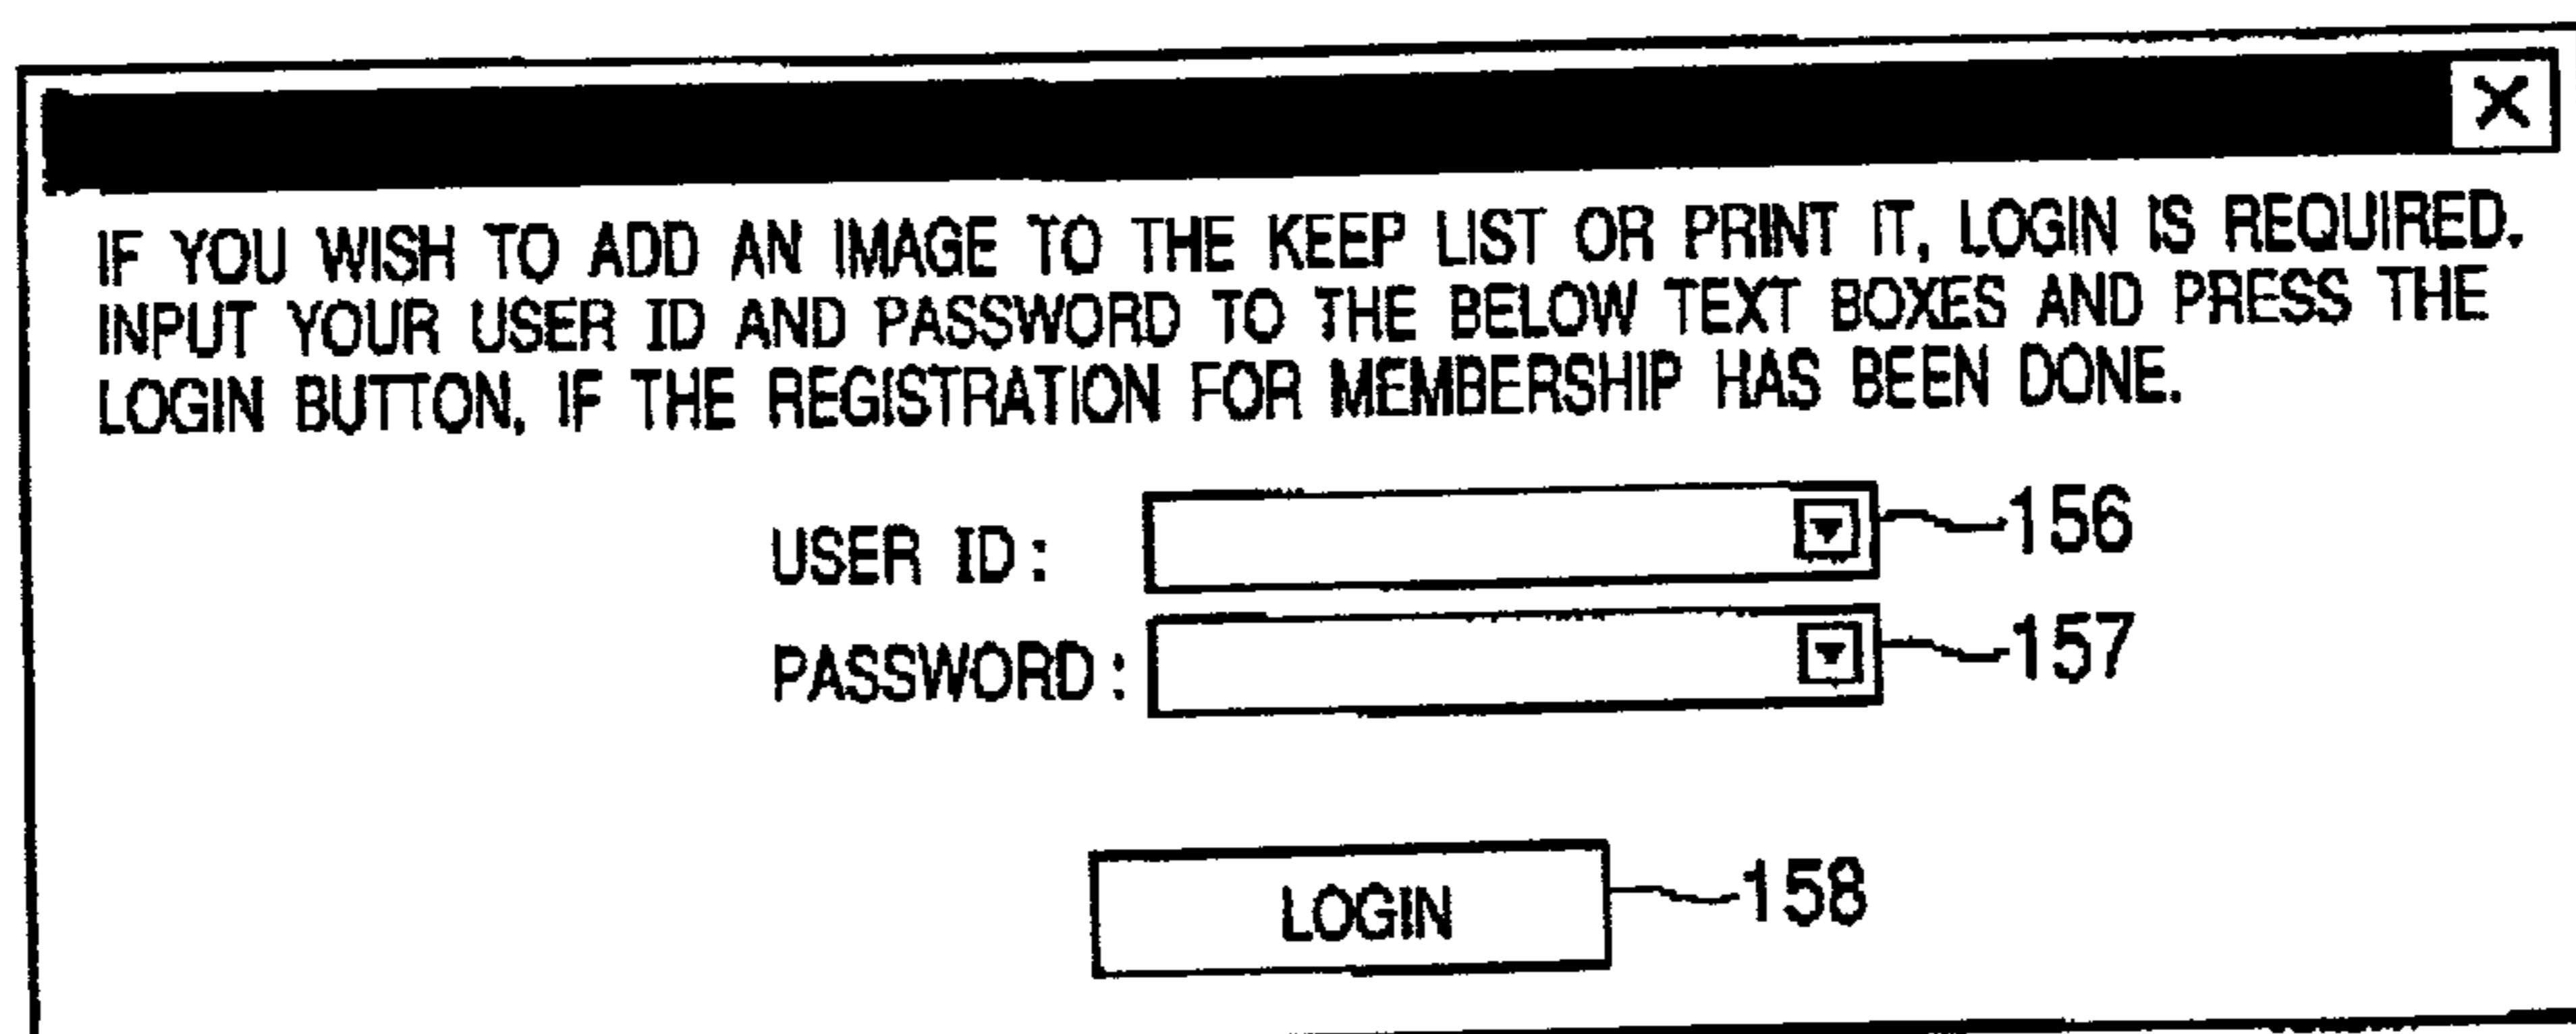 IF YOU WISH TO ADD AN IMAGE TO THE KEEP LIST OR PRINT IT, LOGIN IS REQUIRED.
INPUT YOUR USER ID AND PASSWORD TO THE BELOW TEXT BOXES AND PRESS THE
LOGIN BUTTON, IF THE REGISTRATION FOR MEMBERSHIP HAS BEEN DONE.
USER ID: 156
PASSWORD: 157
LOGIN 158